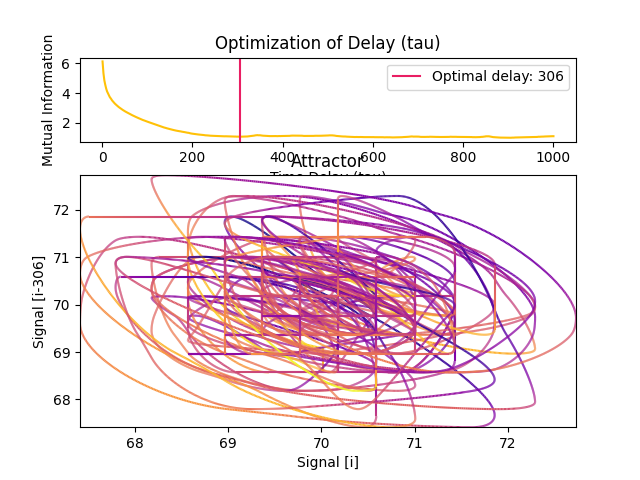 Optimization of Delay (tau)
Mutual Information
6
4
2
Optimal delay: 306
0 200 400 600 800 1000
Time Delay (tau)
Attractor
Signal [i-306]
72
71
70
69
68
68 69 70 71 72
Signal [i]